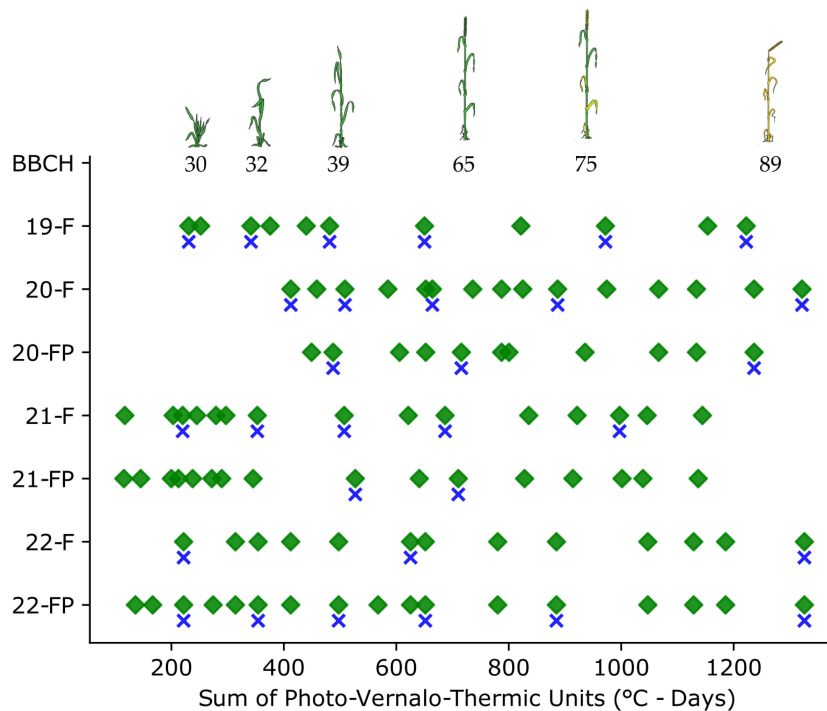 BBCH
30 32 39 65 75 89
19-F
20-F
20-FP
21-F
21-FP
22-F
22-FP
200 400 600 800 1000 1200
Sum of Photo-Vernalo-Thermic Units (°C - Days)